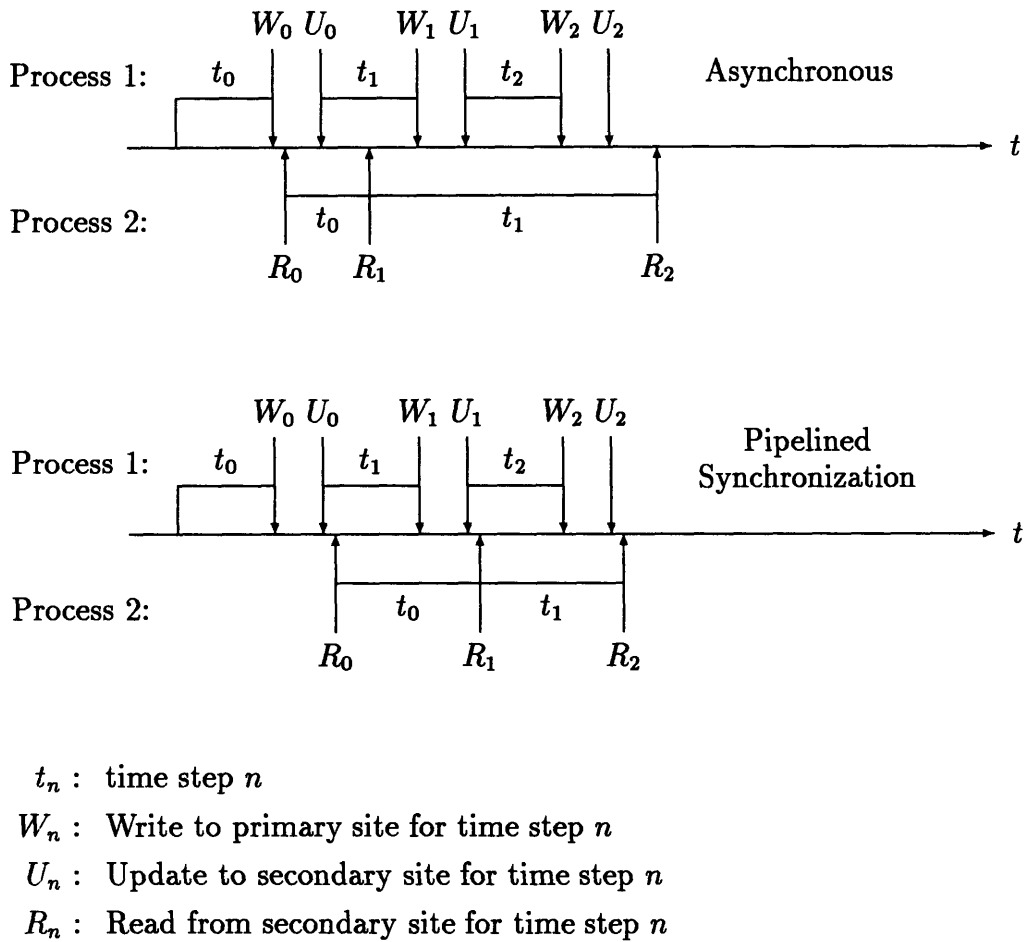 W₀ U₀ W₁ U₁ W₂ U₂
Process 1: t₀ t₁ t₂ Asynchronous
t
Process 2: t₀ t₁
R₀ R₁ R₂
W₀ U₀ W₁ U₁ W₂ U₂
Process 1: t₀ t₁ t₂ Pipelined
Synchronization
t
Process 2: t₀ t₁
R₀ R₁ R₂
tₙ : time step n
Wₙ : Write to primary site for time step n
Uₙ : Update to secondary site for time step n
Rₙ : Read from secondary site for time step n